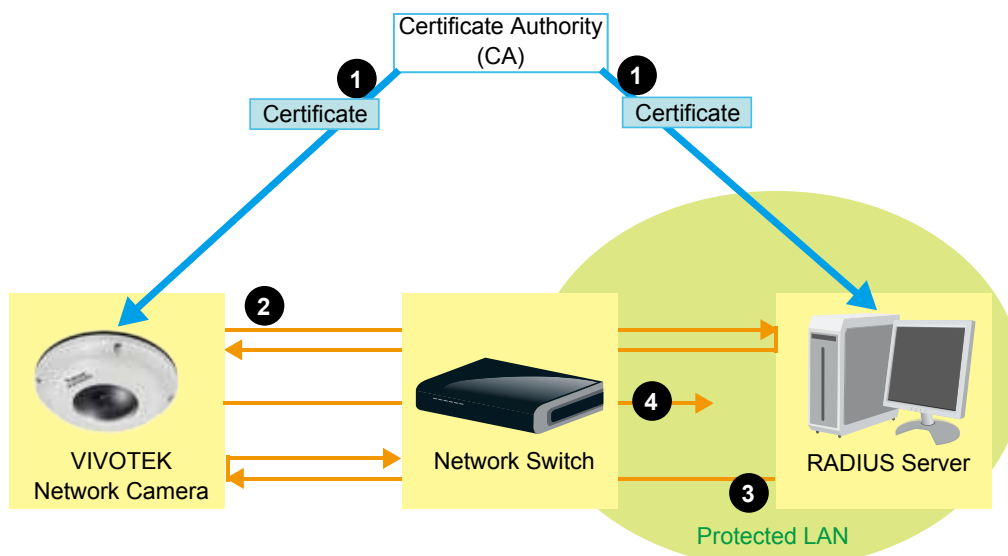 Certificate Authority
(CA)
1
1
Certificate
Certificate
2
4
VIVOTEK
Network Camera
Network Switch
RADIUS Server
3
Protected LAN